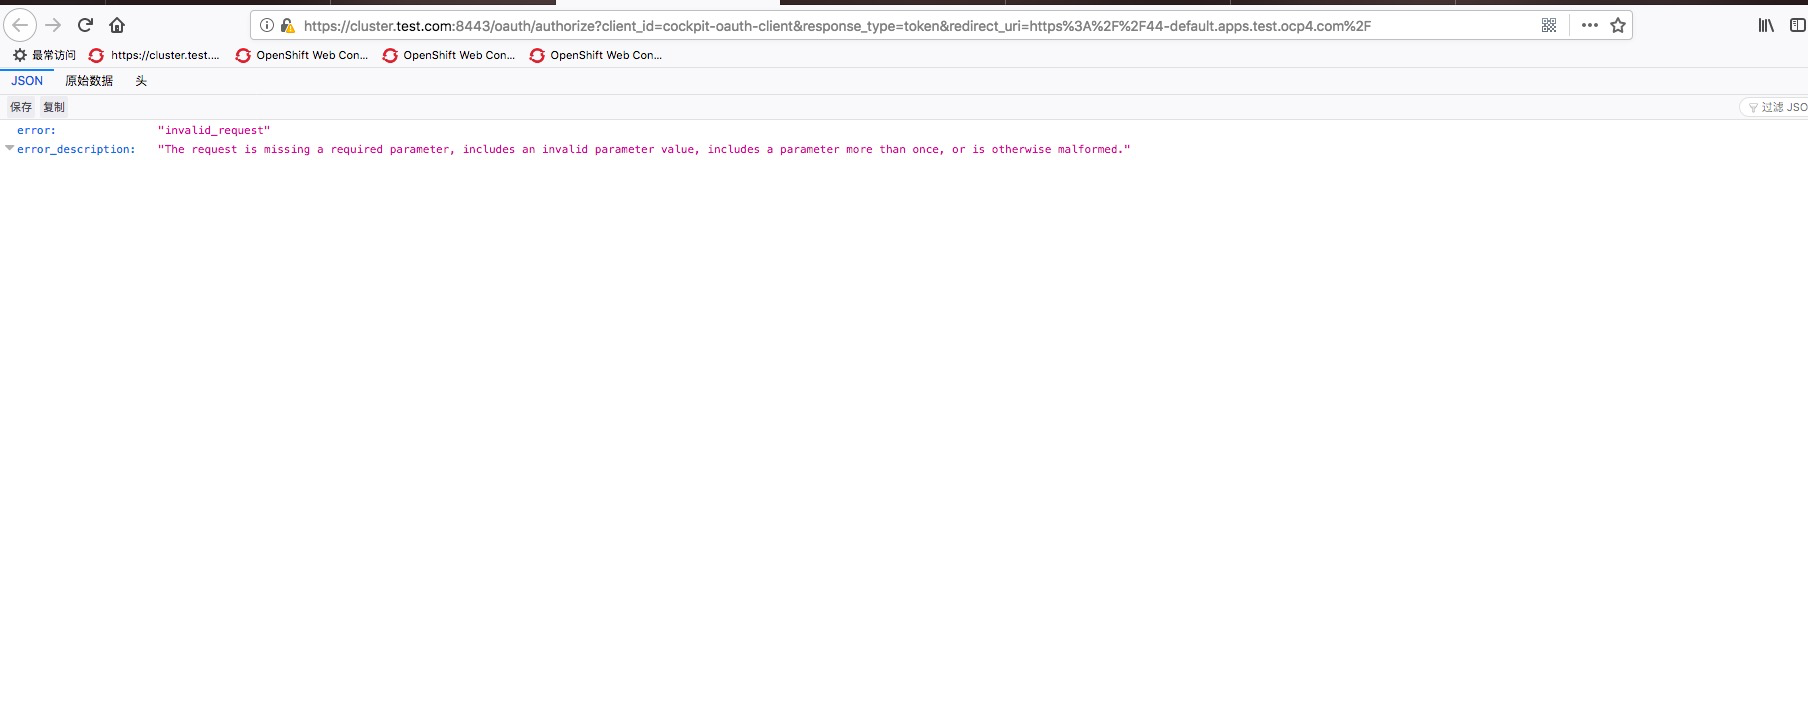 https://cluster.test.com:8443/oauth/authorize?client_id=cockpit-oauth-client&response_type=token&redirect_uri=https%3A%2F%2F44-default.apps.test.ocp4.com%2F
最常访问 https://cluster.test.... OpenShift Web Con... OpenShift Web Con... OpenShift Web Con...
JSON 原始数据 头
保存 复制 过滤 JSO
error: "invalid_request"
error_description: "The request is missing a required parameter, includes an invalid parameter value, includes a parameter more than once, or is otherwise malformed."